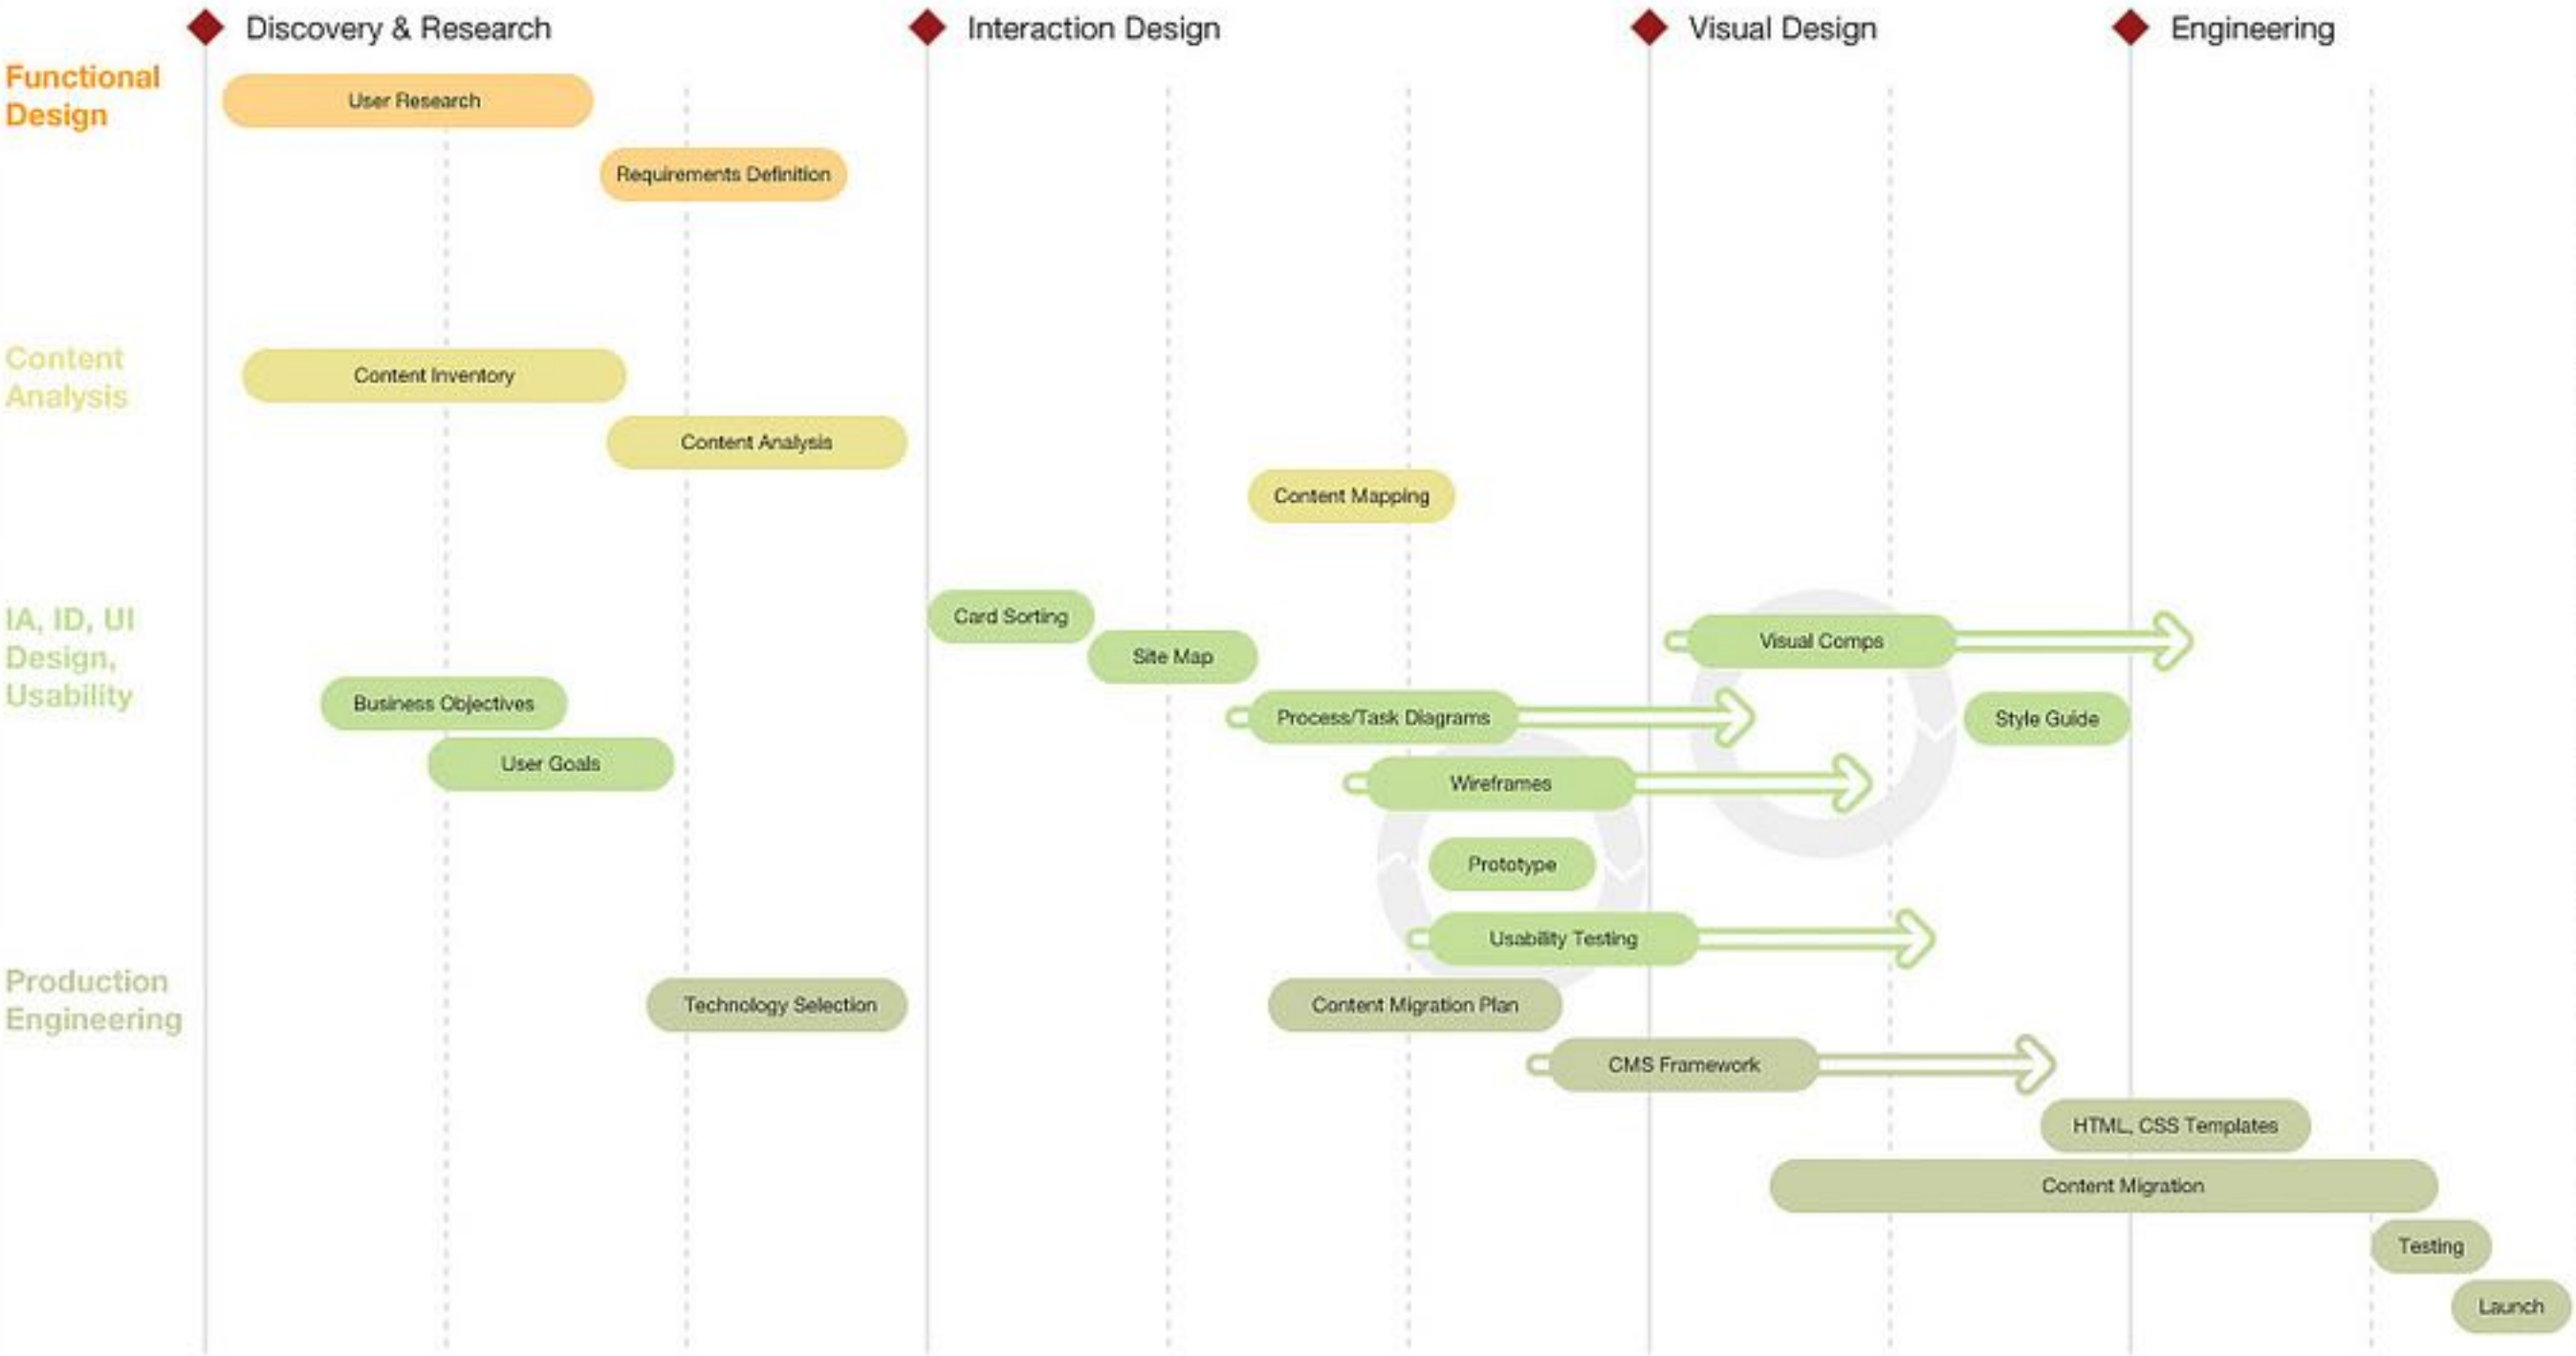 Discovery & Research
Interaction Design
Visual Design
Engineering
Functional
Design
User Research
Requirements Definition
Content
Analysis
Content Inventory
Content Analysis
Content Mapping
IA, ID, UI
Design,
Usability
Card Sorting
Site Map
Visual Comps
Business Objectives
Process/Task Diagrams
Style Guide
User Goals
Wireframes
Prototype
Usability Testing
Production
Engineering
Technology Selection
Content Migration Plan
CMS Framework
HTML, CSS Templates
Content Migration
Testing
Launch